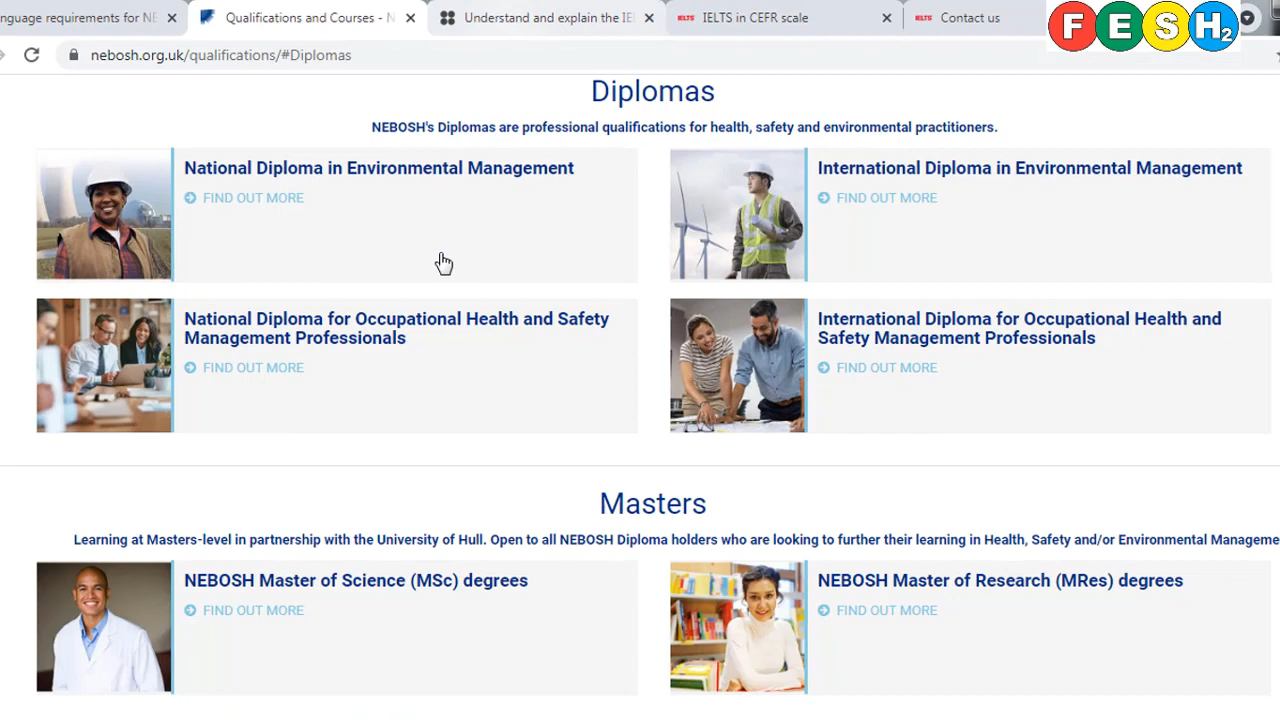 nguage requirements for NE
Qualifications and Courses - N
Understand and explain the IE
IELTS IELTS in CEFR scale
IELTS Contact us
FESH2
nebosh.org.uk/qualifications/#Diplomas
Diplomas
NEBOSH's Diplomas are professional qualifications for health, safety and environmental practitioners.
National Diploma in Environmental Management
FIND OUT MORE
International Diploma in Environmental Management
FIND OUT MORE
National Diploma for Occupational Health and Safety
Management Professionals
FIND OUT MORE
International Diploma for Occupational Health and
Safety Management Professionals
FIND OUT MORE
Masters
Learning at Masters-level in partnership with the University of Hull. Open to all NEBOSH Diploma holders who are looking to further their learning in Health, Safety and/or Environmental Manageme
NEBOSH Master of Science (MSc) degrees
FIND OUT MORE
NEBOSH Master of Research (MRes) degrees
FIND OUT MORE